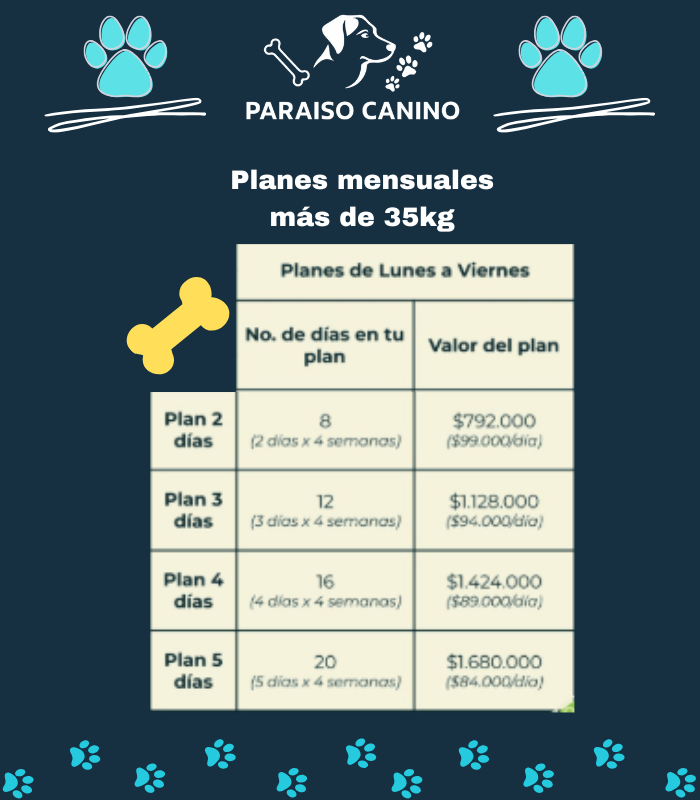 PARAISO CANINO
Planes mensuales
más de 35kg
Planes de Lunes a Viernes
No. de días en tu
plan
Valor del plan
Plan 2
días
8
(2 días x 4 semanas)
$792.000
($99.000/día)
Plan 3
días
12
(3 días x 4 semanas)
$1.128.000
($94.000/día)
Plan 4
días
16
(4 días x 4 semanas)
$1.424.000
($89.000/día)
Plan 5
días
20
(5 días x 4 semanas)
$1.680.000
($84.000/día)